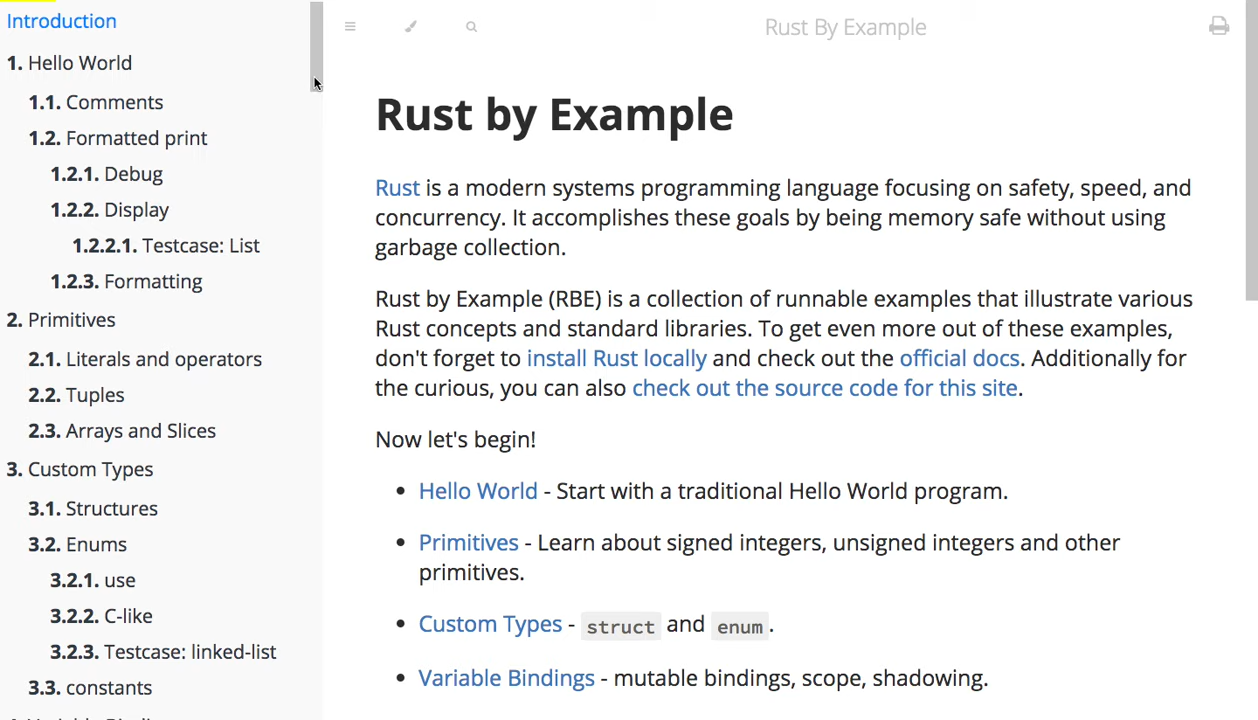 Introduction
1. Hello World
1.1. Comments
1.2. Formatted print
1.2.1. Debug
1.2.2. Display
1.2.2.1. Testcase: List
1.2.3. Formatting
2. Primitives
2.1. Literals and operators
2.2. Tuples
2.3. Arrays and Slices
3. Custom Types
3.1. Structures
3.2. Enums
3.2.1. use
3.2.2. C-like
3.2.3. Testcase: linked-list
3.3. constants
Rust By Example
Rust by Example
Rust is a modern systems programming language focusing on safety, speed, and
concurrency. It accomplishes these goals by being memory safe without using
garbage collection.
Rust by Example (RBE) is a collection of runnable examples that illustrate various
Rust concepts and standard libraries. To get even more out of these examples,
don't forget to install Rust locally and check out the official docs. Additionally for
the curious, you can also check out the source code for this site.
Now let's begin!
• Hello World - Start with a traditional Hello World program.
• Primitives - Learn about signed integers, unsigned integers and other
primitives.
• Custom Types - struct and enum.
• Variable Bindings - mutable bindings, scope, shadowing.